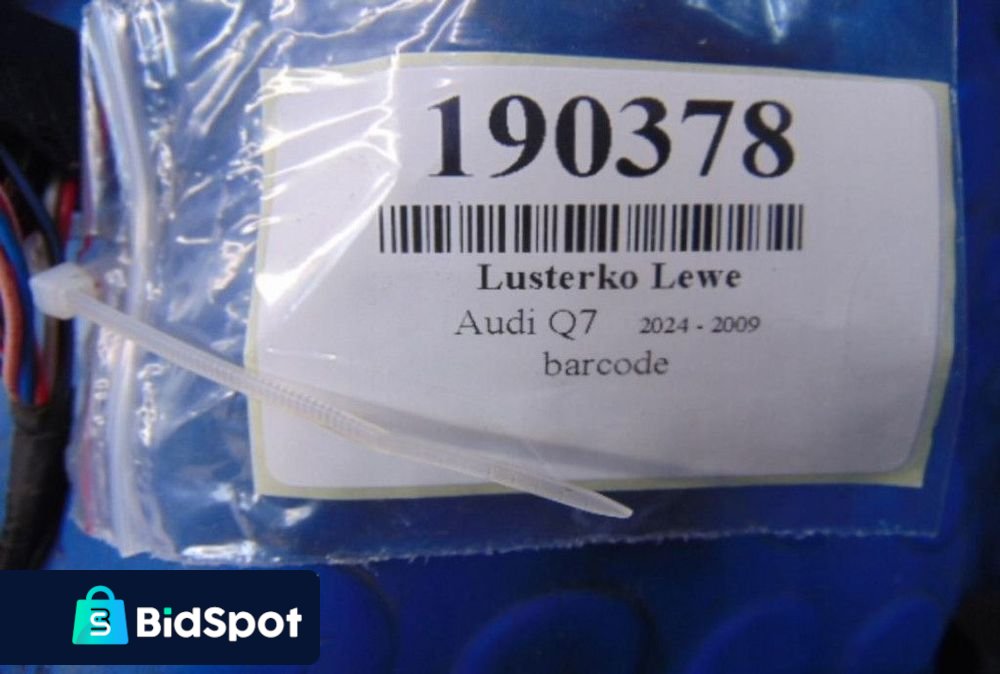 190378
Lusterko Lewe
Audi Q7 2024 - 2009
barcode
BidSpot